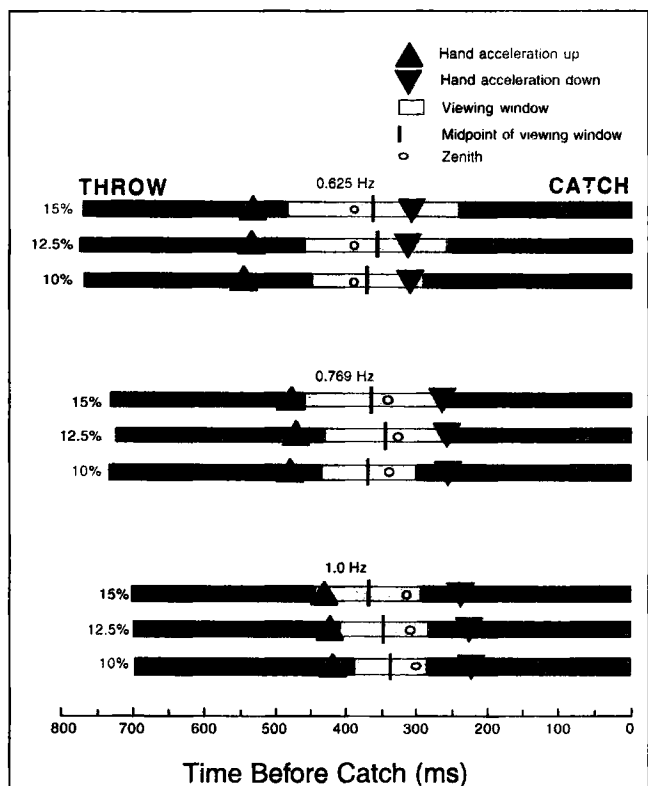 Hand acceleration up
Hand acceleration down
Viewing window
Midpoint of viewing window
Zenith
THROW
0.625 Hz
CATCH
15%
12.5%
10%
0.769 Hz
15%
12.5%
10%
1.0 Hz
15%
12.5%
10%
800 700 600 500 400 300 200 100 0
Time Before Catch (ms)